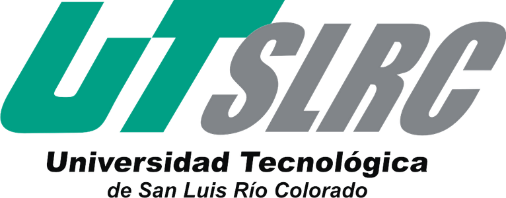 UTSLRC
Universidad Tecnológica
de San Luis Río Colorado